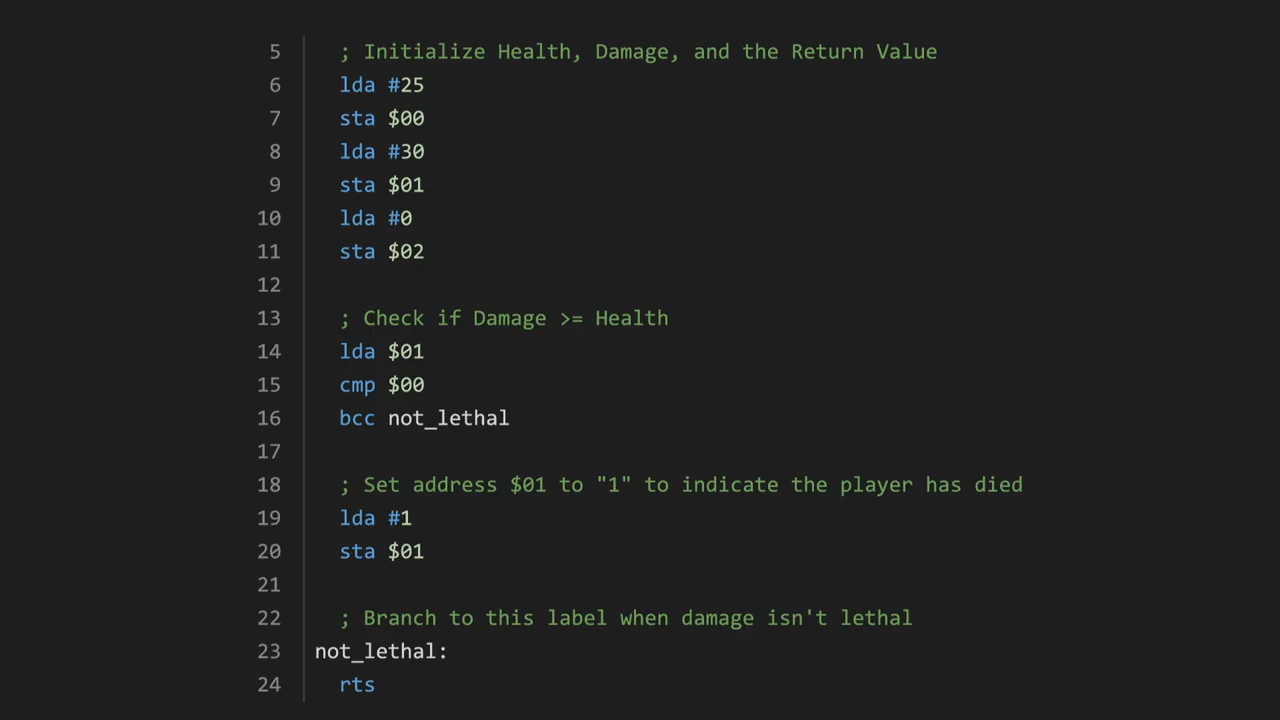 5 ; Initialize Health, Damage, and the Return Value
6 lda #25
7 sta $00
8 lda #30
9 sta $01
10 lda #0
11 sta $02
12
13 ; Check if Damage >= Health
14 lda $01
15 cmp $00
16 bcc not_lethal
17
18 ; Set address $01 to "1" to indicate the player has died
19 lda #1
20 sta $01
21
22 ; Branch to this label when damage isn't lethal
23 not_lethal:
24 rts